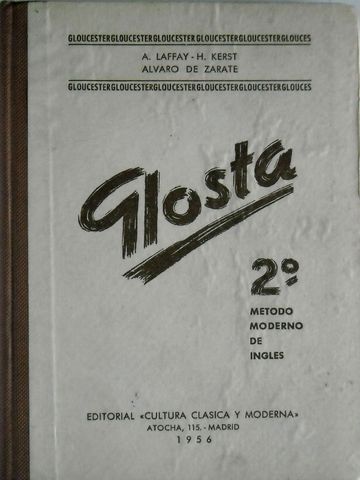 GLOUCESTERGLOUCESTERGLOUCESTERGLOUCESTERGLOUCESTERGLOUCES
A. LAFFAY - H. KERST
ALVARO DE ZARATE
GLOUCESTERGLOUCESTERGLOUCESTERGLOUCESTERGLOUCESTERGLOUCES
Glosta
2º
METODO
MODERNO
DE
INGLES
EDITORIAL «CULTURA CLASICA Y MODERNA»
ATOCHA, 115. - MADRID
1956